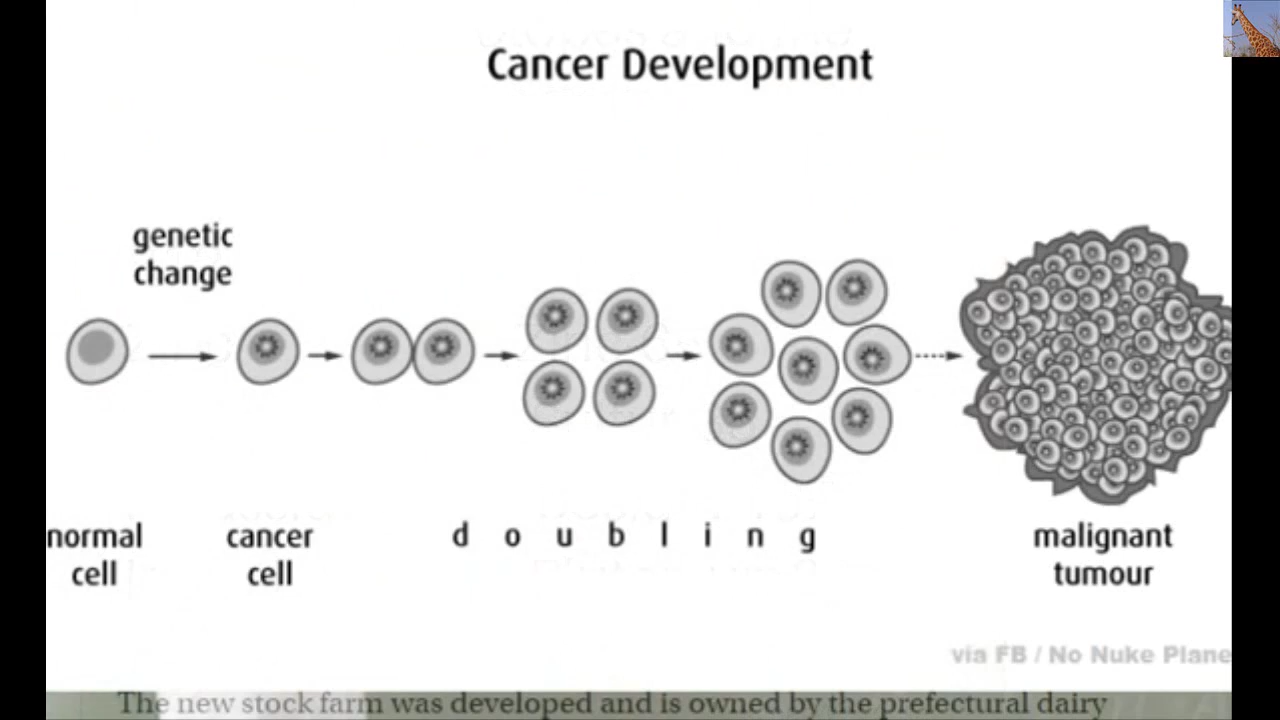 Cancer Development
genetic
change
normal
cell
cancer
cell
d o u b l i n g
malignant
tumour
via FB / No Nuke Plane
The new stock farm was developed and is owned by the prefectural dairy